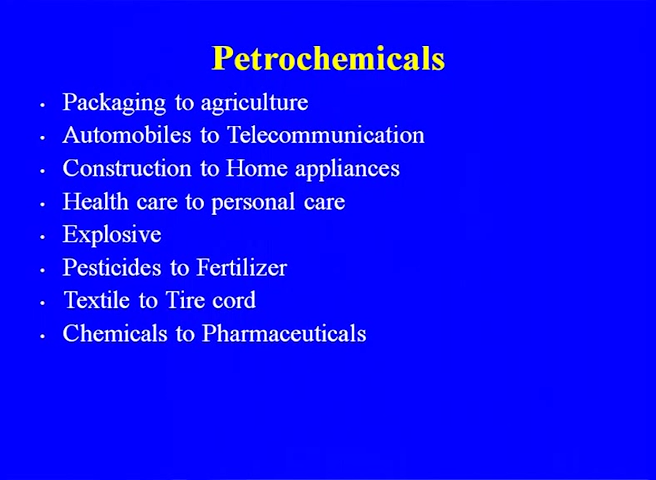 Petrochemicals
• Packaging to agriculture
• Automobiles to Telecommunication
• Construction to Home appliances
• Health care to personal care
• Explosive
• Pesticides to Fertilizer
• Textile to Tire cord
• Chemicals to Pharmaceuticals